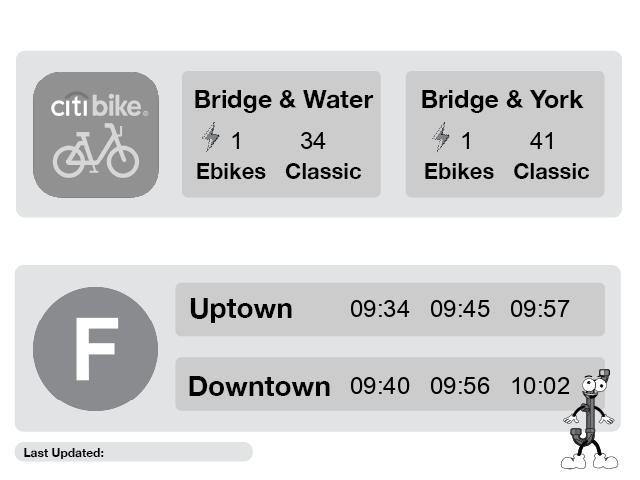 citi bike®
Bridge & Water
1 34
Ebikes Classic
Bridge & York
1 41
Ebikes Classic
F
Uptown 09:34 09:45 09:57
Downtown 09:40 09:56 10:02
Last Updated: